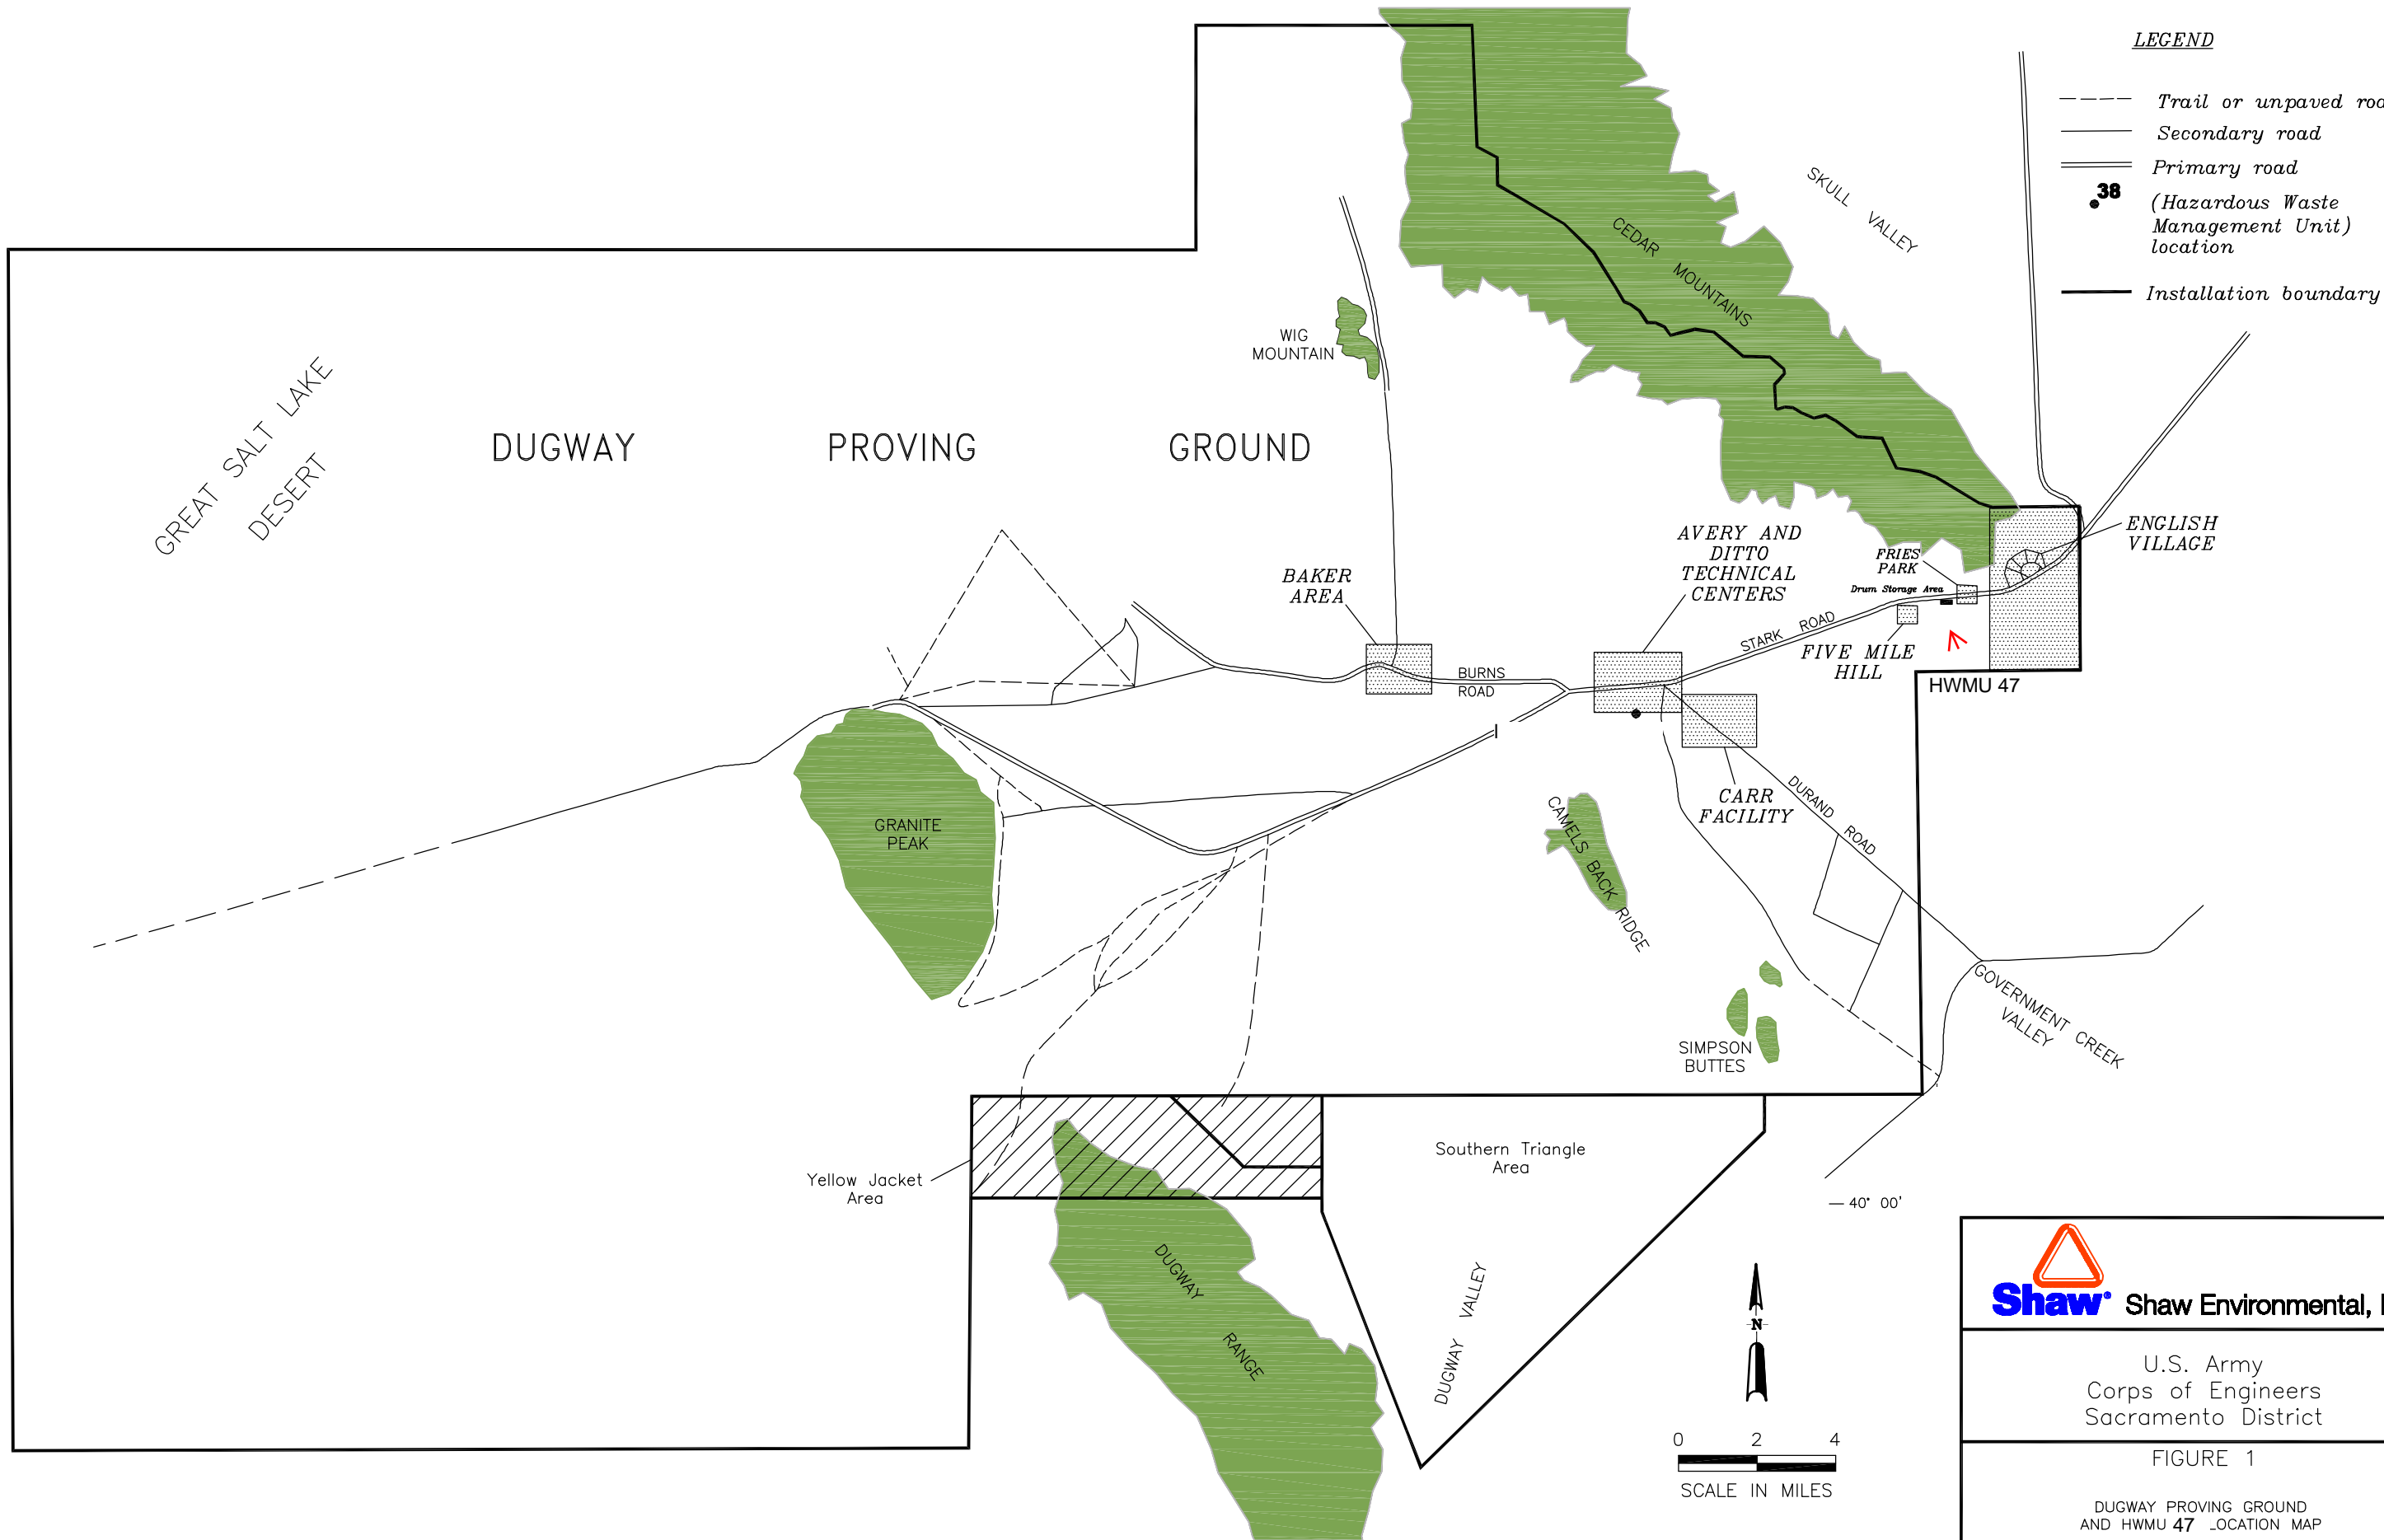 LEGEND
Trail or unpaved roa
Secondary road
Primary road
38
(Hazardous Waste
Management Unit)
location
Installation boundary
SKULL VALLEY
CEDAR MOUNTAINS
WIG
MOUNTAIN
GREAT SALT LAKE
DESERT
DUGWAY PROVING GROUND
ENGLISH
VILLAGE
AVERY AND
DITTO
TECHNICAL
CENTERS
FRIES
PARK
Drum Storage Area
BAKER
AREA
STARK ROAD
FIVE MILE
HILL
HWMU 47
BURNS
ROAD
CARR
FACILITY
DURAND ROAD
GRANITE
PEAK
CAMELS BACK RIDGE
GOVERNMENT CREEK
VALLEY
SIMPSON
BUTTES
Southern Triangle
Area
Yellow Jacket
Area
40° 00'
DUGWAY RANGE
DUGWAY VALLEY
N
0 2 4
SCALE IN MILES
Shaw® Shaw Environmental, I
U.S. Army
Corps of Engineers
Sacramento District
FIGURE 1
DUGWAY PROVING GROUND
AND HWMU 47 LOCATION MAP